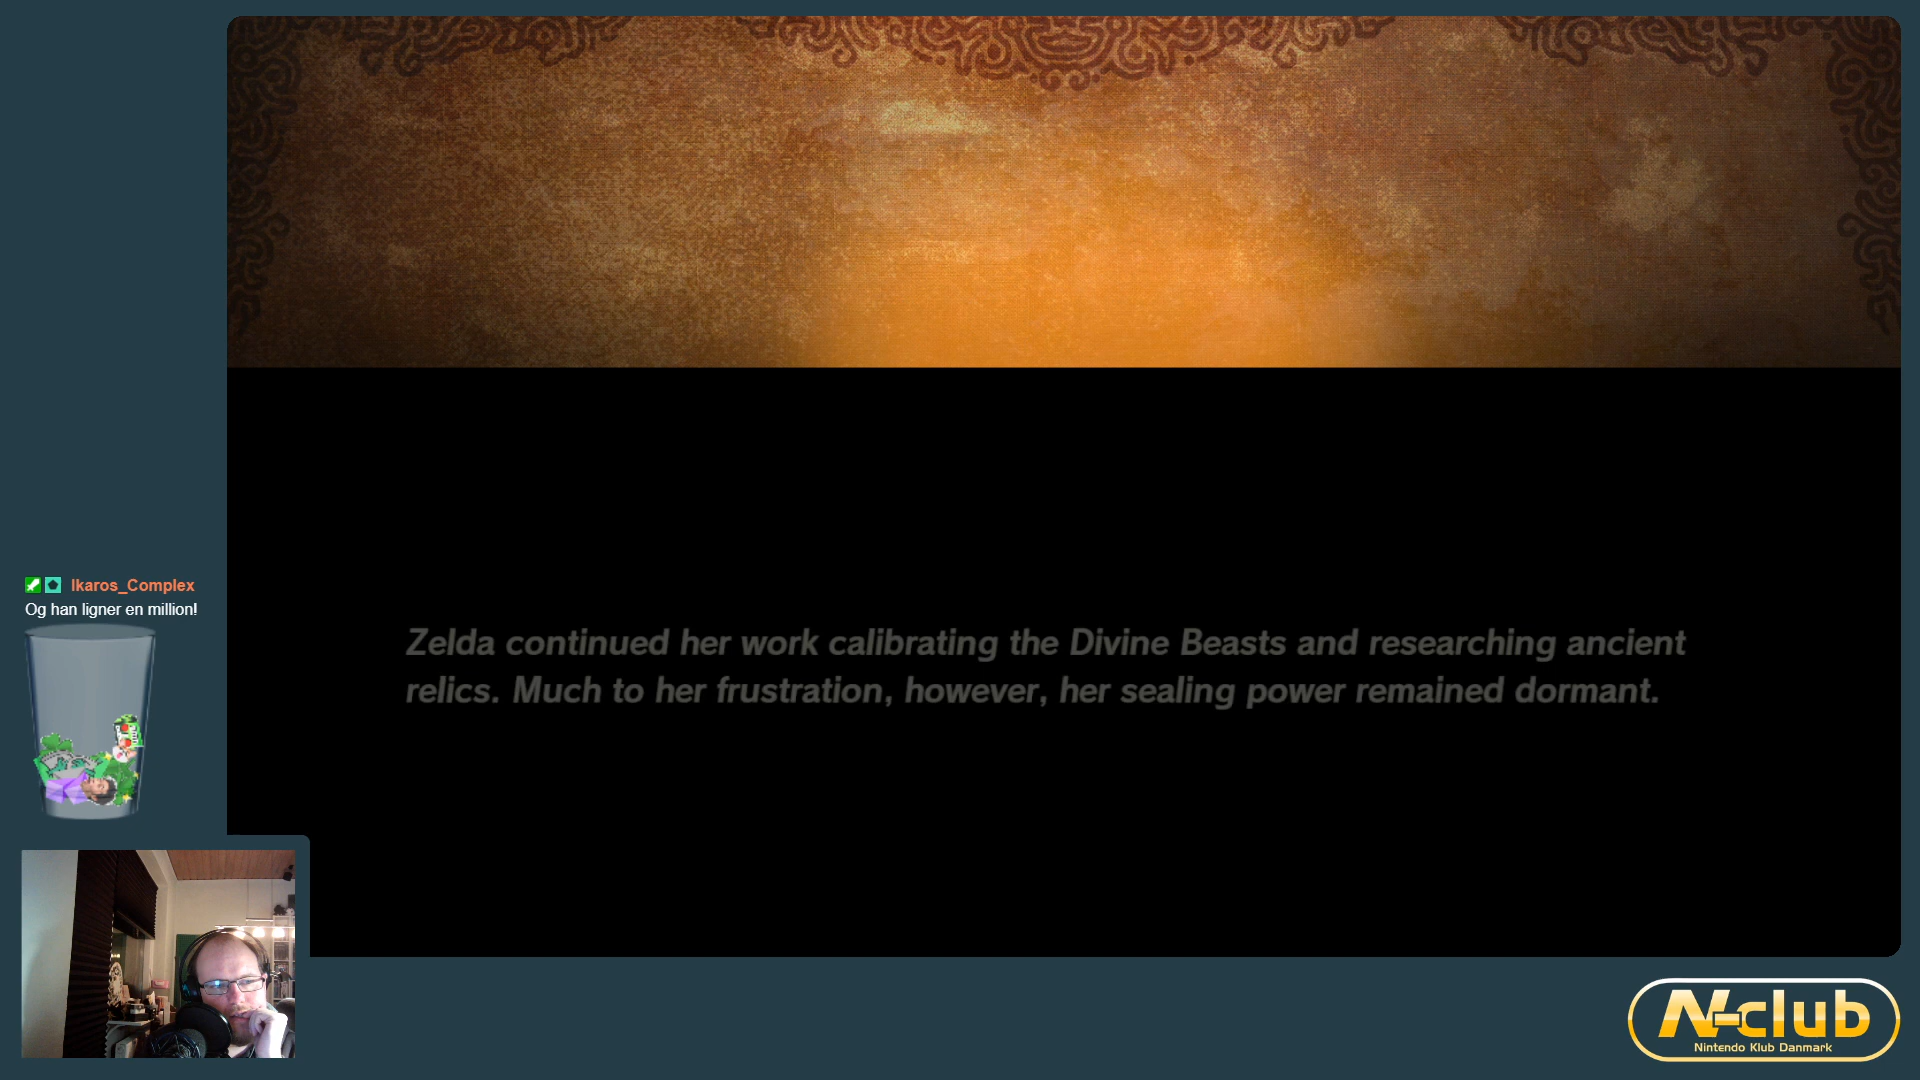 Ikaros_Complex
Og han ligner en million!
Zelda continued her work calibrating the Divine Beasts and researching ancient
relics. Much to her frustration, however, her sealing power remained dormant.
N-club
Nintendo Klub Danmark